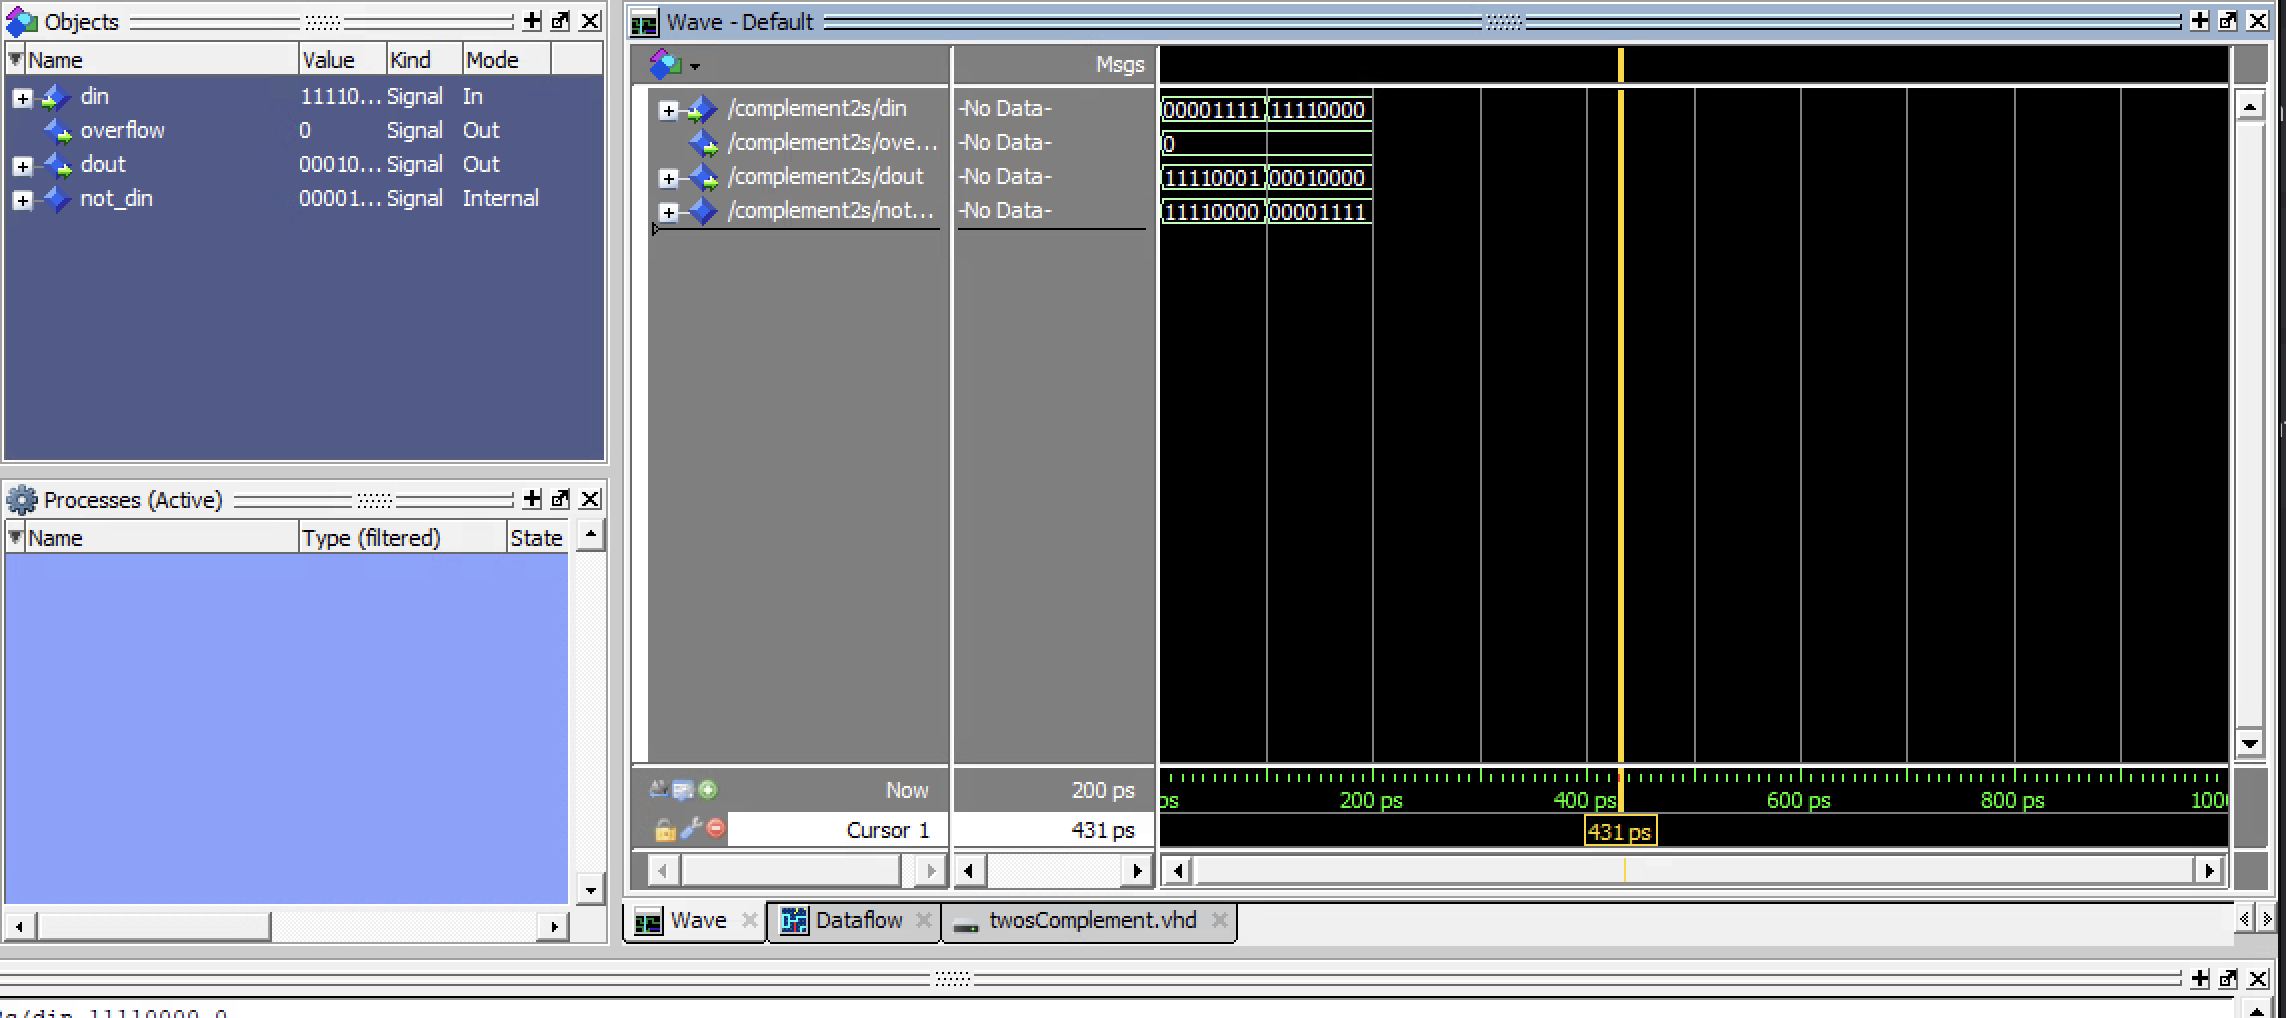 Objects
Name Value Kind Mode
din 11110... Signal In
overflow 0 Signal Out
dout 00010... Signal Out
not_din 00001... Signal Internal
Processes (Active)
Name Type (filtered) State
Wave - Default
Msgs
/complement2s/din -No Data- 00001111 11110000
/complement2s/ove... -No Data- 0
/complement2s/dout -No Data- 11110001 00010000
/complement2s/not... -No Data- 11110000 00001111
Now 200 ps
ps 200 ps 400 ps 600 ps 800 ps 100
Cursor 1 431 ps 431 ps
Wave Dataflow twosComplement.vhd
s/din 11110000 0